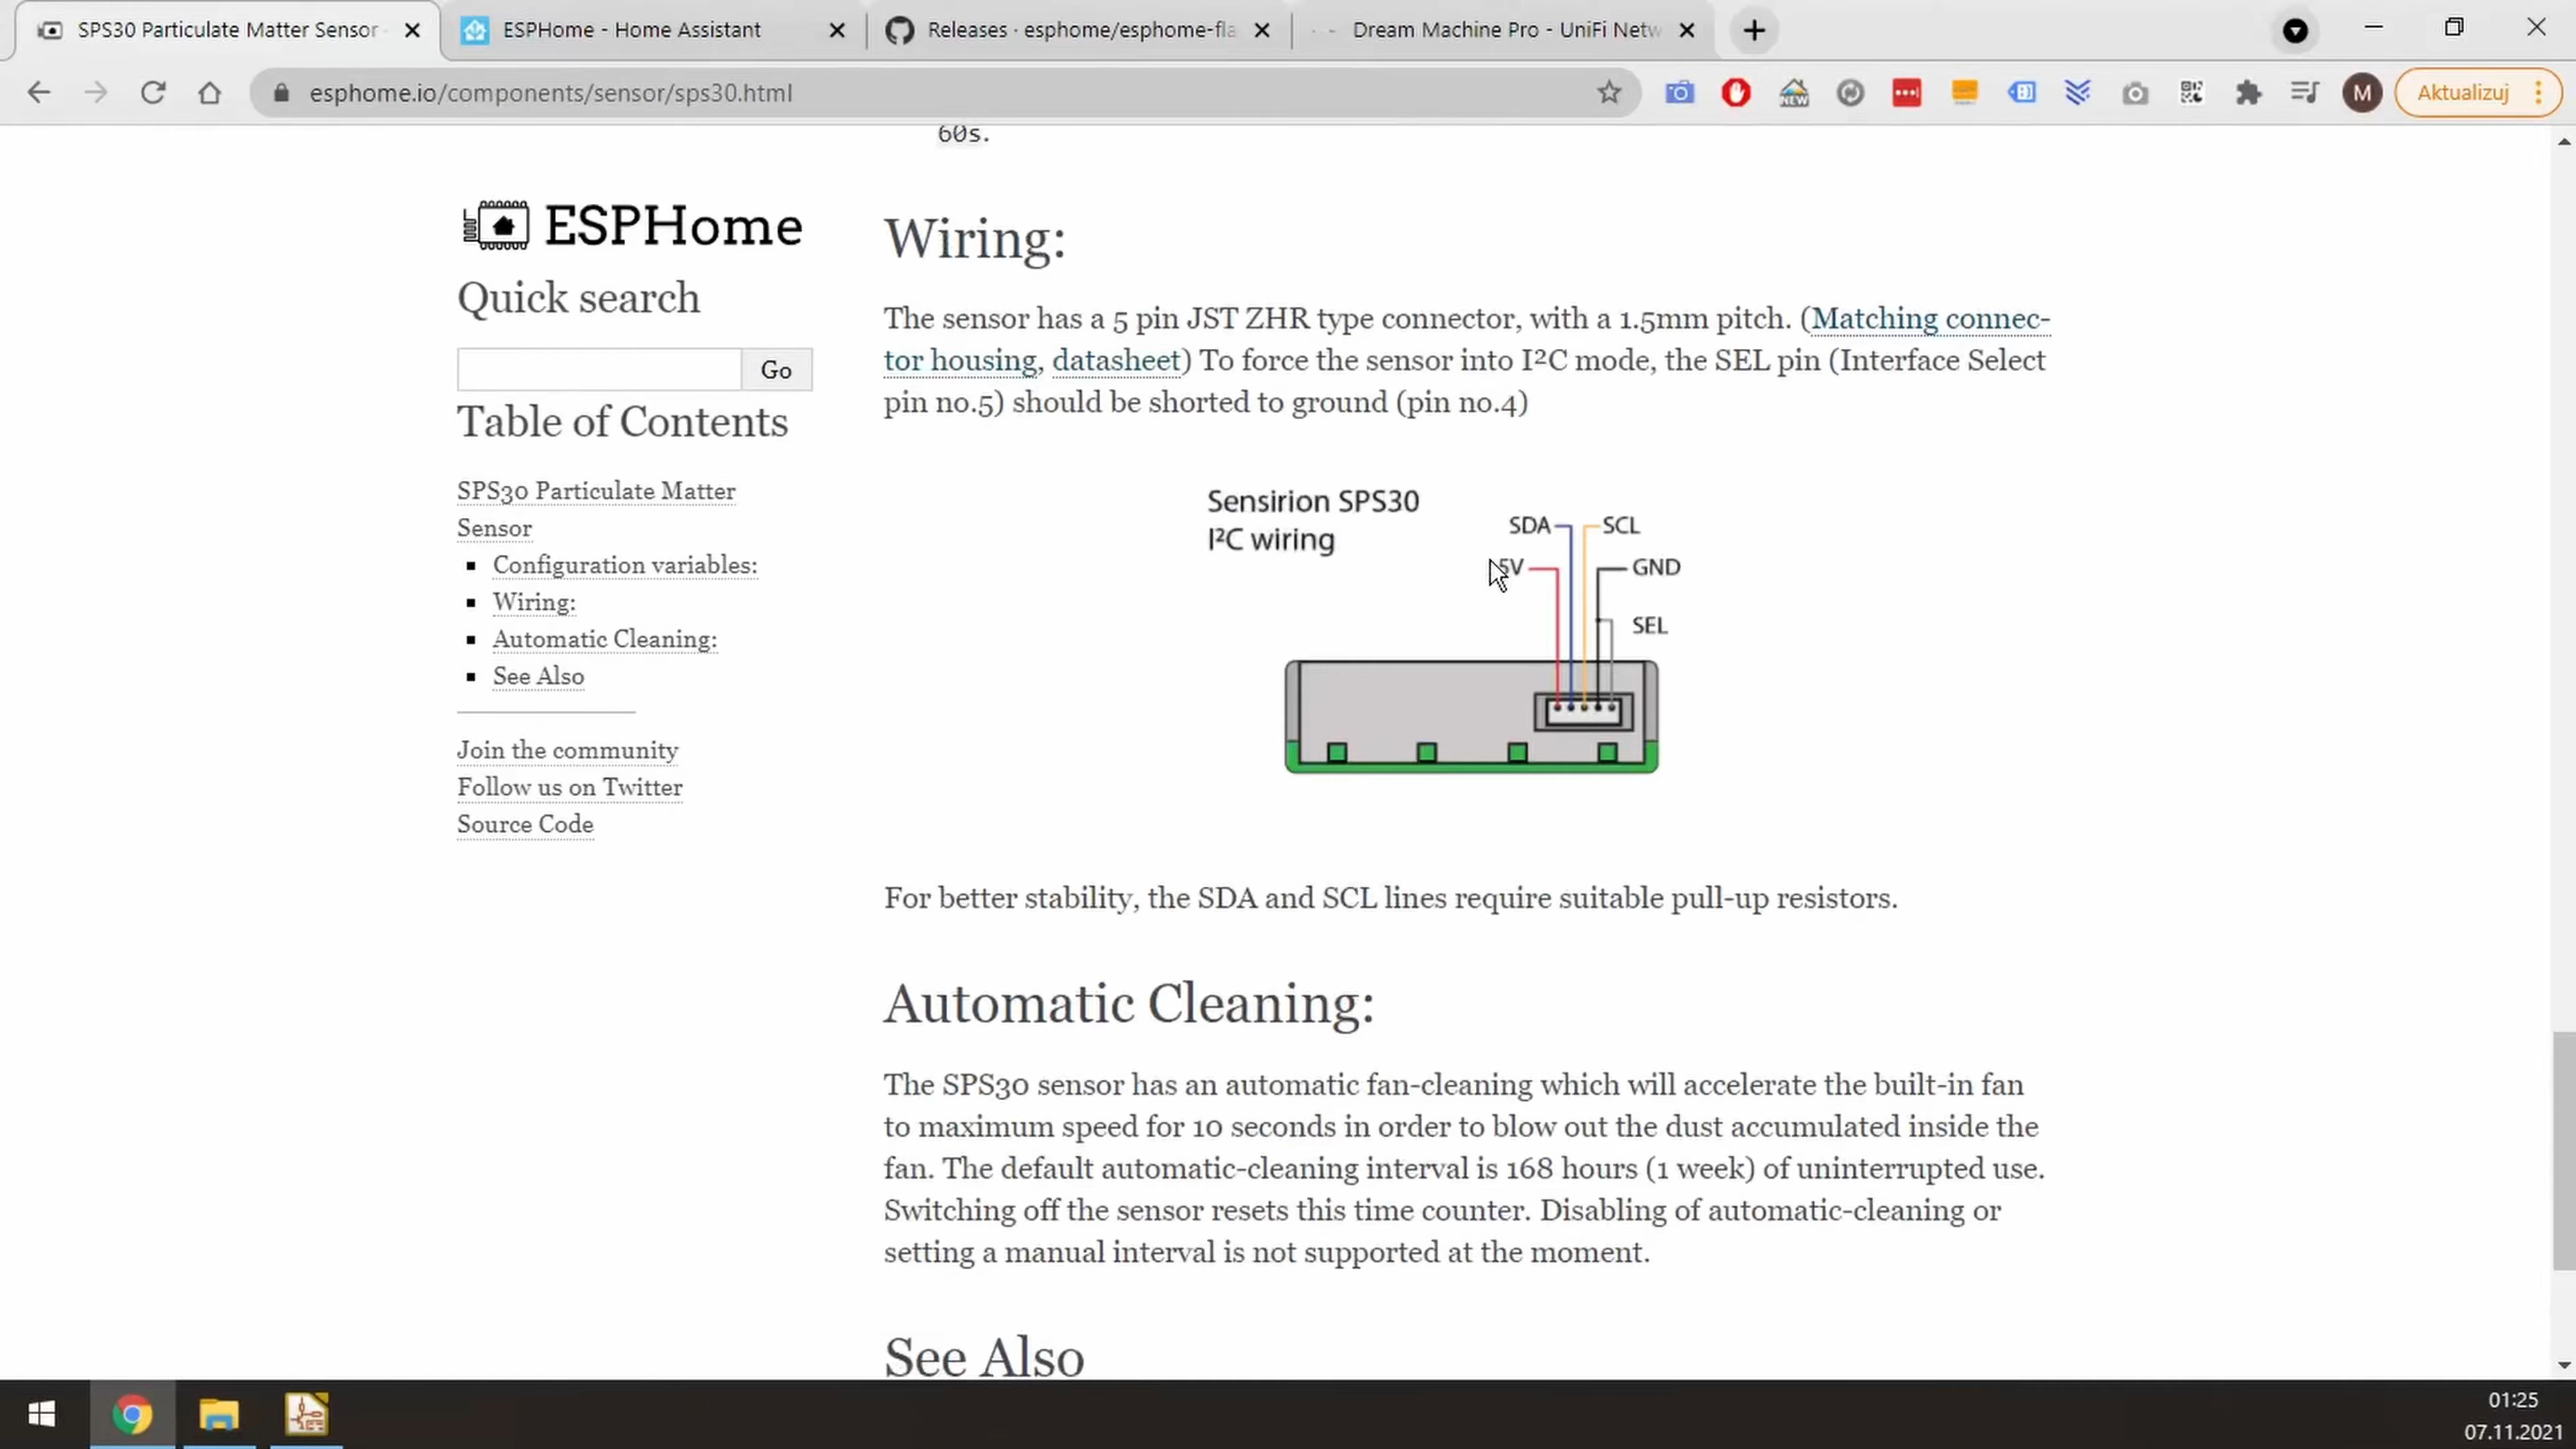 SPS30 Particulate Matter Sensor
ESPHome - Home Assistant
Releases · esphome/esphome-fla
Dream Machine Pro - UniFi Netw
esphome.io/components/sensor/sps30.html
NEW
M
Aktualizuj
60s.
ESPHome
Quick search
Go
Table of Contents
SPS30 Particulate Matter
Sensor
Configuration variables:
Wiring:
Automatic Cleaning:
See Also
Join the community
Follow us on Twitter
Source Code
Wiring:
The sensor has a 5 pin JST ZHR type connector, with a 1.5mm pitch. (Matching connec-
tor housing, datasheet) To force the sensor into I²C mode, the SEL pin (Interface Select
pin no.5) should be shorted to ground (pin no.4)
Sensirion SPS30
I²C wiring
SDA
SCL
5V
GND
SEL
For better stability, the SDA and SCL lines require suitable pull-up resistors.
Automatic Cleaning:
The SPS30 sensor has an automatic fan-cleaning which will accelerate the built-in fan
to maximum speed for 10 seconds in order to blow out the dust accumulated inside the
fan. The default automatic-cleaning interval is 168 hours (1 week) of uninterrupted use.
Switching off the sensor resets this time counter. Disabling of automatic-cleaning or
setting a manual interval is not supported at the moment.
See Also
01:25
07.11.2021